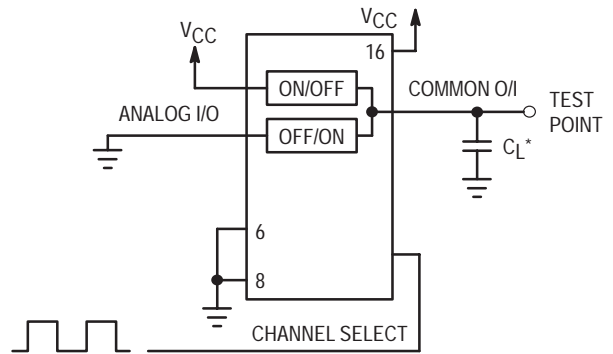 VCC
VCC
16
ON/OFF
COMMON O/I
TEST
POINT
ANALOG I/O
OFF/ON
CL*
6
8
CHANNEL SELECT